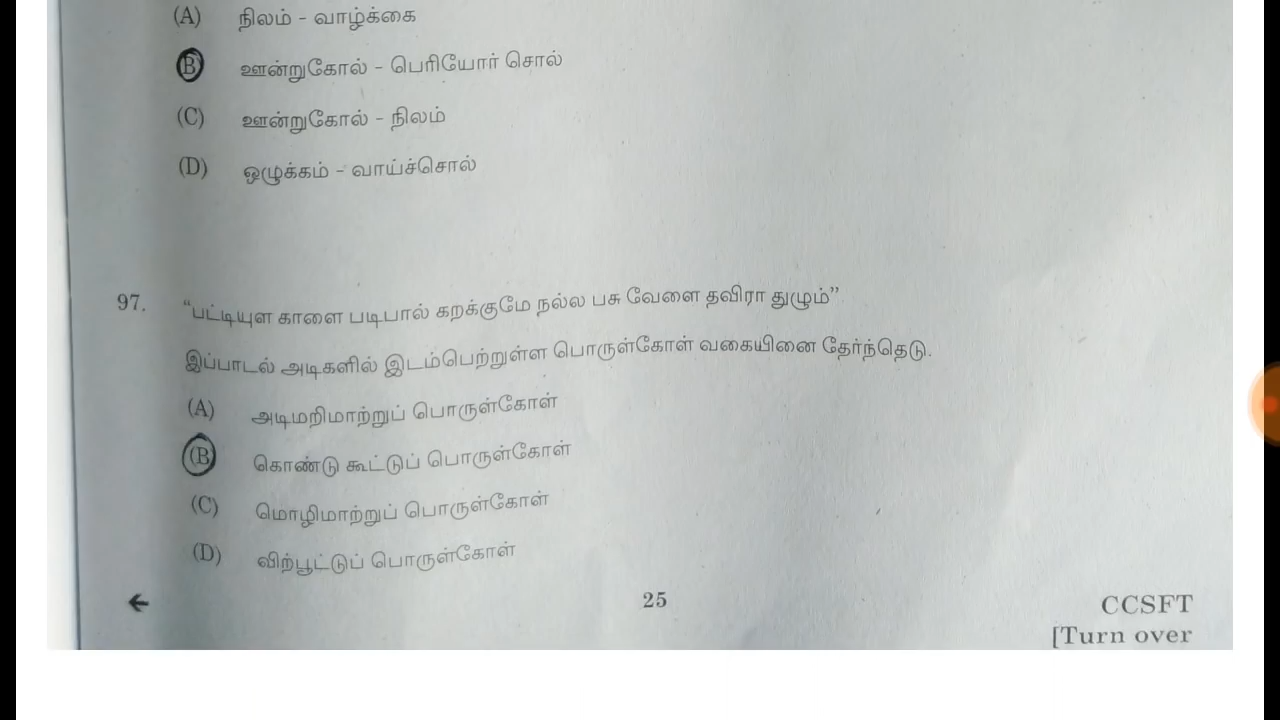 (A) நிலம் - வாழ்க்கை
(B) ஊன்றுகோல் - பெரியோர் சொல்
(C) ஊன்றுகோல் - நிலம்
(D) ஒழுக்கம் - வாய்ச்சொல்
97. “பட்டியுள காளை படிபால் கறக்குமே நல்ல பசு வேளை தவிரா துழும்”
இப்பாடல் அடிகளில் இடம்பெற்றுள்ள பொருள்கோள் வகையினை தேர்ந்தெடு.
(A) அடிமறிமாற்றுப் பொருள்கோள்
(B) கொண்டு கூட்டுப் பொருள்கோள்
(C) மொழிமாற்றுப் பொருள்கோள்
(D) விற்பூட்டுப் பொருள்கோள்
← 25 CCSFT
[Turn over